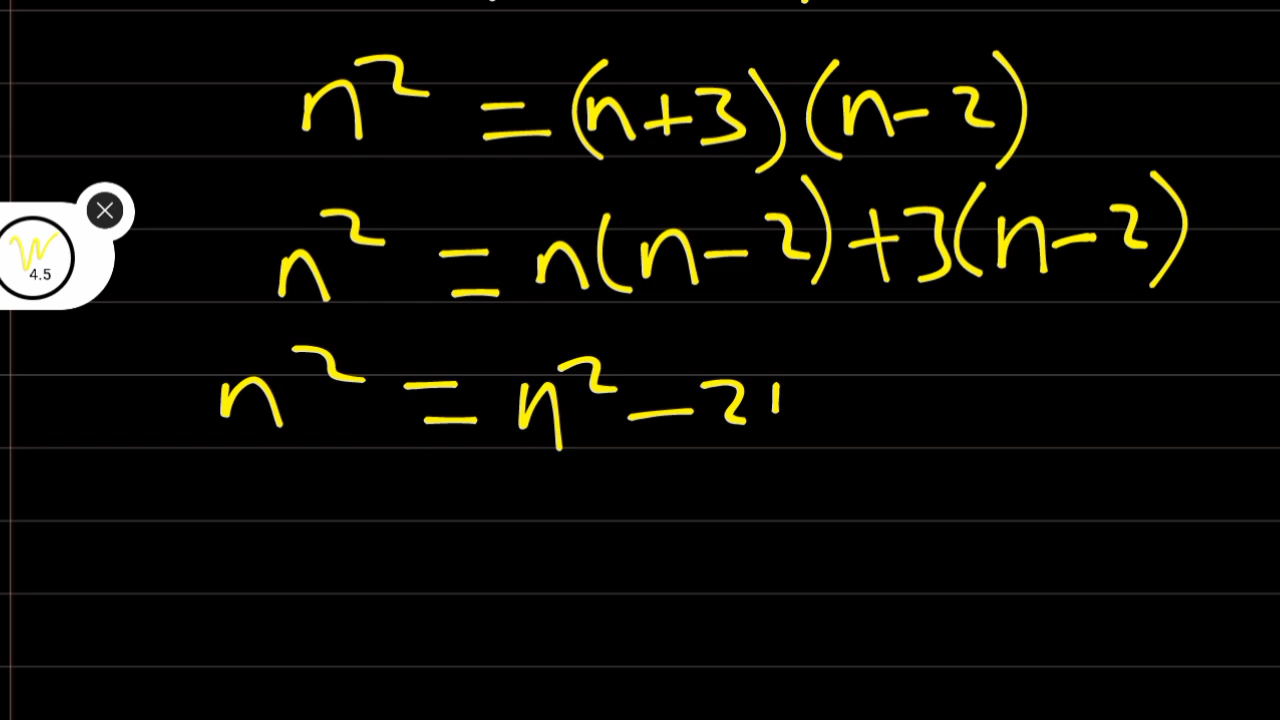 n² = (n+3)(n-2)
n² = n(n-2)+3(n-2)
4.5
n² = n² - 2